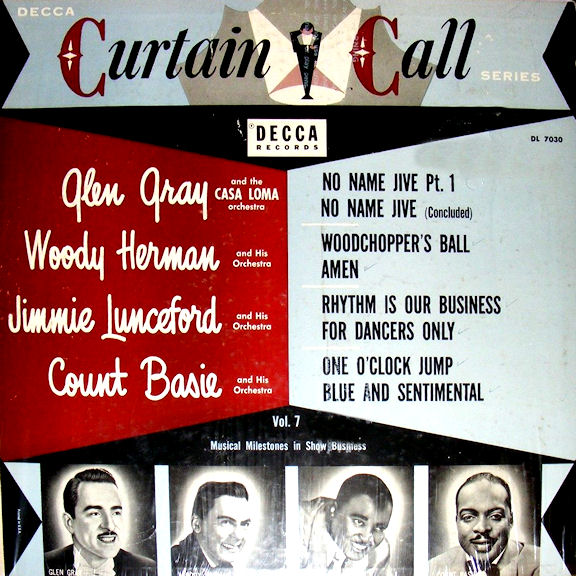 DECCA
Curtain Call
SERIES
DECCA
RECORDS
DL 7030
Glen Gray and the CASA LOMA orchestra
NO NAME JIVE Pt. 1
NO NAME JIVE (Concluded)
Woody Herman and His Orchestra
WOODCHOPPER'S BALL
AMEN
Jimmie Lunceford and His Orchestra
RHYTHM IS OUR BUSINESS
FOR DANCERS ONLY
Count Basie and His Orchestra
ONE O'CLOCK JUMP
BLUE AND SENTIMENTAL
Vol. 7
Musical Milestones in Show Business
GLEN GRAY